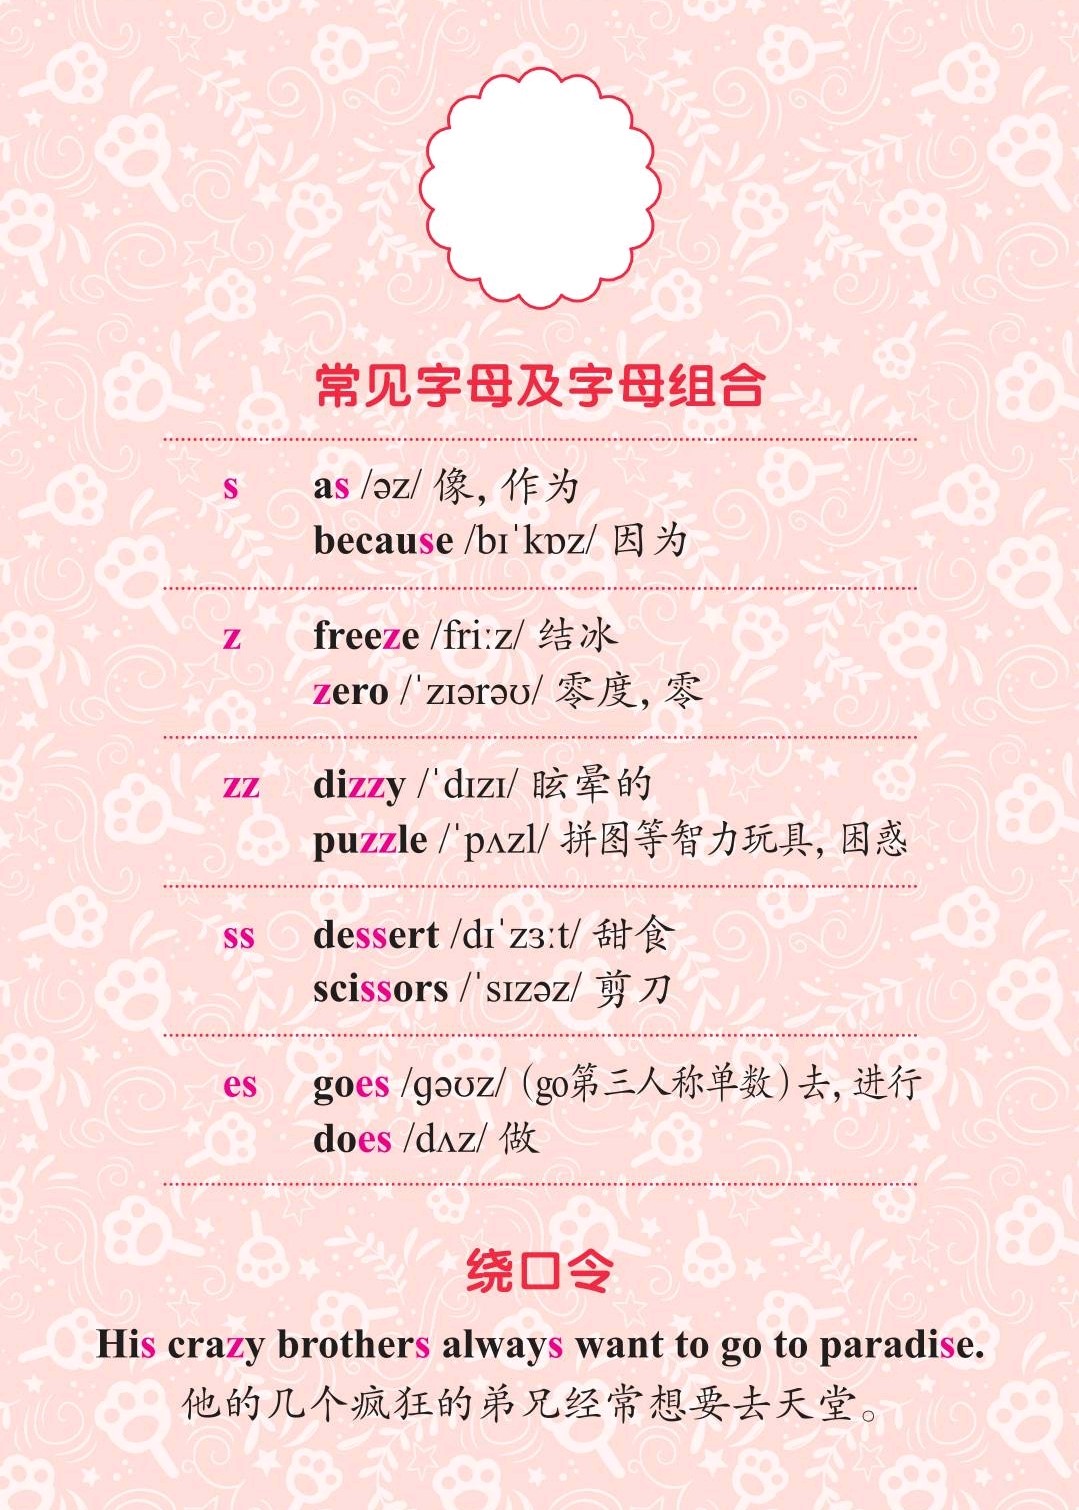 常见字母及字母组合
s as /əz/ 像, 作为
because /bɪˈkɒz/ 因为
z freeze /friːz/ 结冰
zero /ˈzɪərəʊ/ 零度, 零
zz dizzy /ˈdɪzɪ/ 眩晕的
puzzle /ˈpʌzl/ 拼图等智力玩具, 困惑
ss dessert /dɪˈzɜːt/ 甜食
scissors /ˈsɪzəz/ 剪刀
es goes /ɡəʊz/ (go第三人称单数) 去, 进行
does /dʌz/ 做
绕口令
His crazy brothers always want to go to paradise.
他的几个疯狂的弟兄经常想要去天堂。